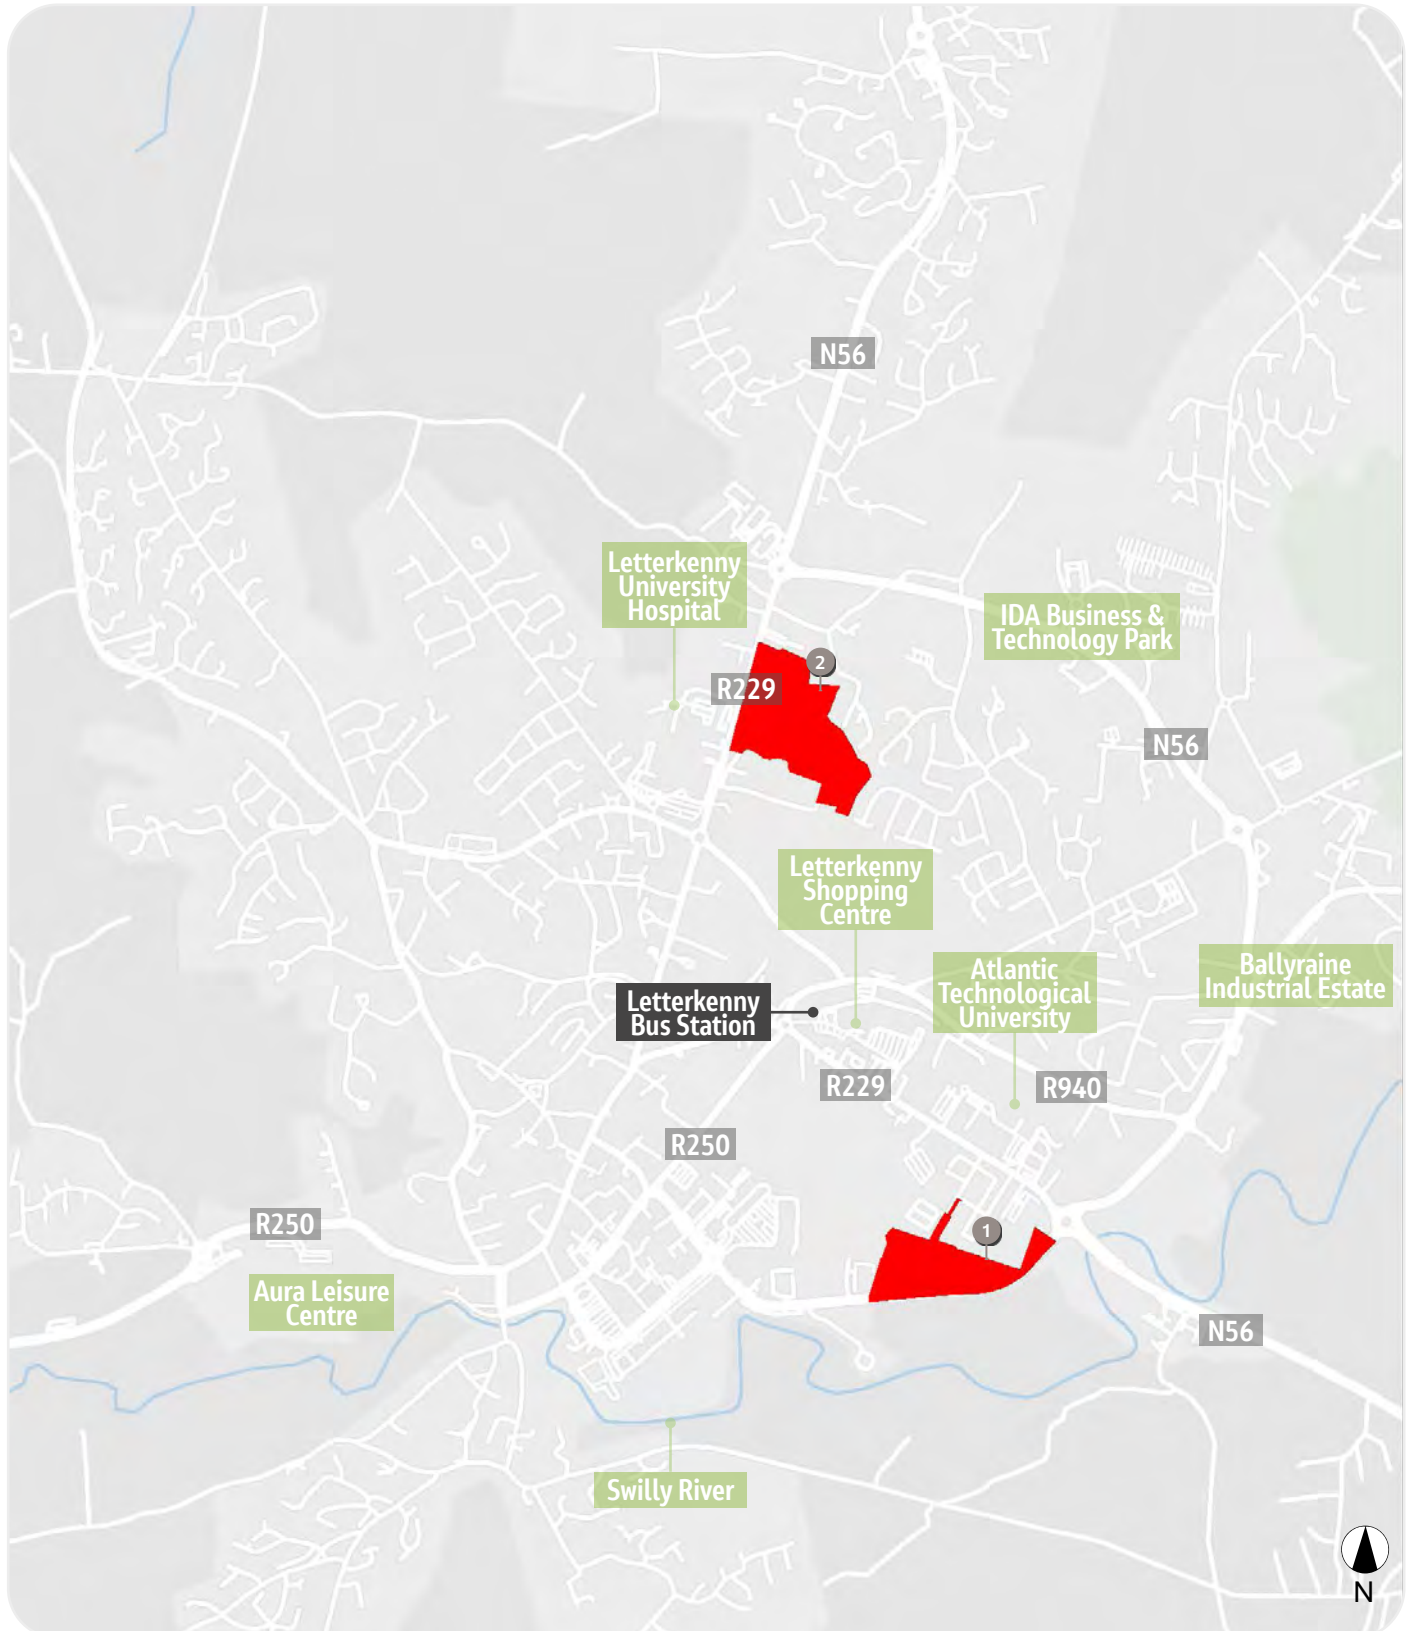 N56
Letterkenny
University
Hospital
IDA Business &
Technology Park
2
R229
N56
Letterkenny
Shopping
Centre
Ballyraine
Industrial Estate
Atlantic
Technological
University
Letterkenny
Bus Station
R229
R940
R250
R250
1
Aura Leisure
Centre
N56
Swilly River
N